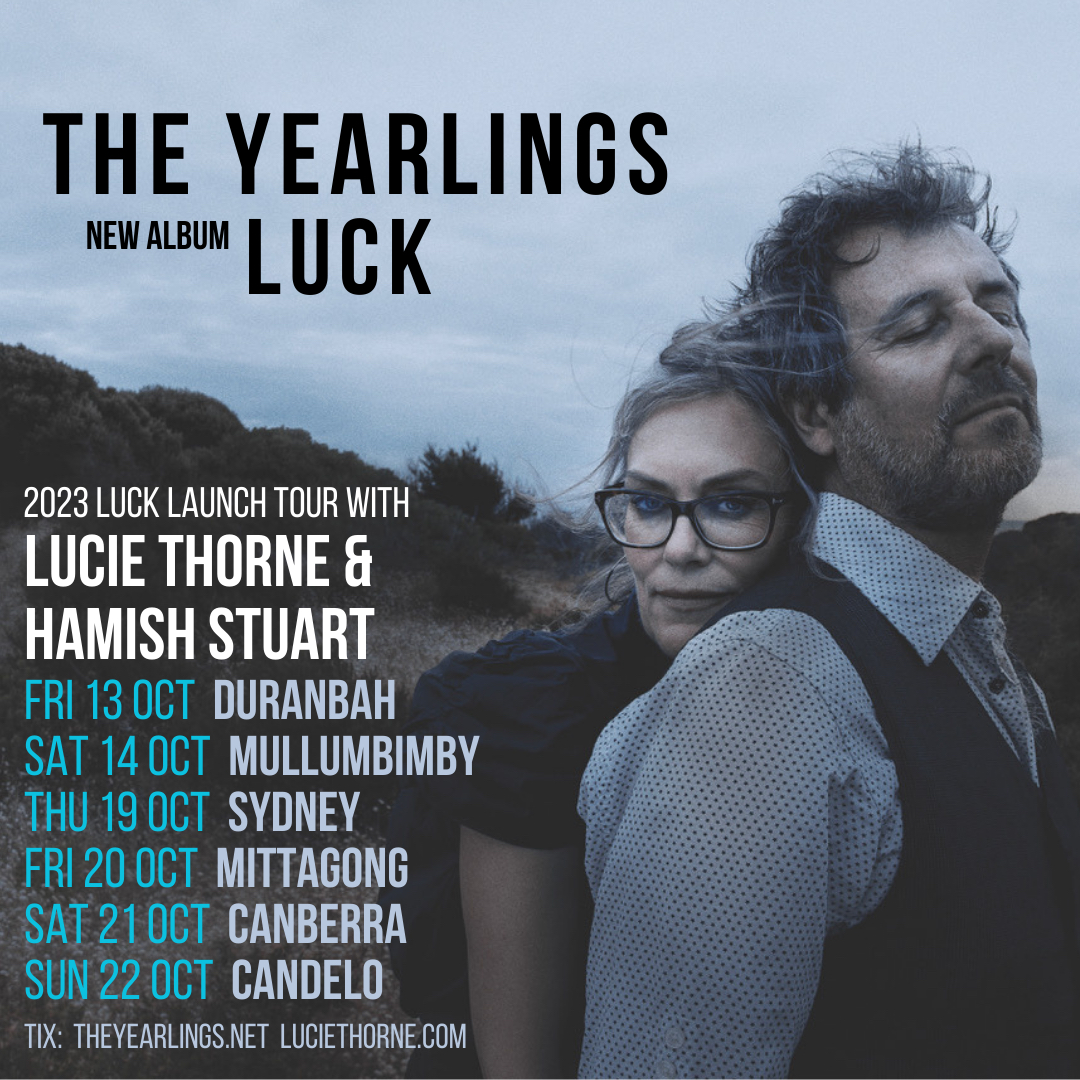 THE YEARLINGS
NEW ALBUM LUCK
2023 LUCK LAUNCH TOUR WITH
LUCIE THORNE &
HAMISH STUART
FRI 13 OCT DURANBAH
SAT 14 OCT MULLUMBIMBY
THU 19 OCT SYDNEY
FRI 20 OCT MITTAGONG
SAT 21 OCT CANBERRA
SUN 22 OCT CANDELO
TIX: THEYEARLINGS.NET LUCIETHORNE.COM